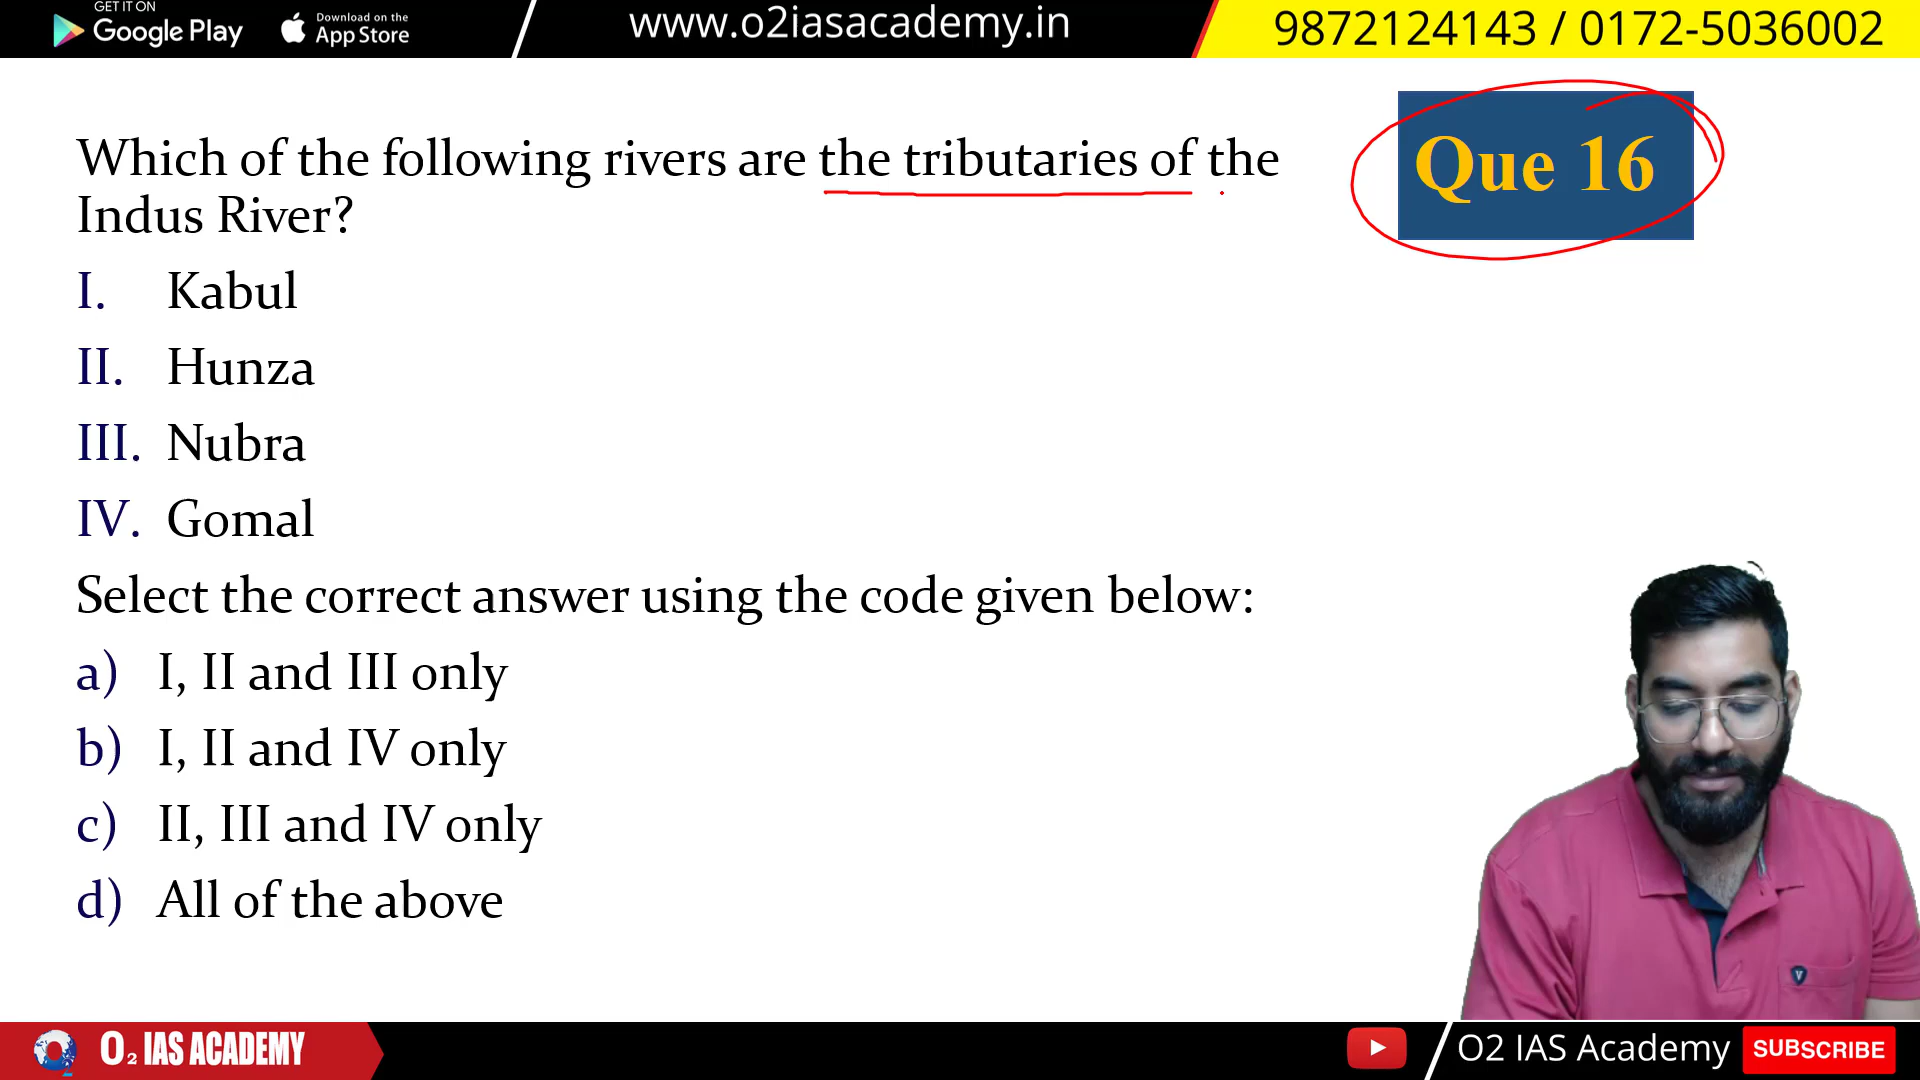 GET IT ON
Google Play
Download on the
App Store
www.o2iasacademy.in
9872124143 / 0172-5036002
Which of the following rivers are the tributaries of the
Indus River?
Que 16
I. Kabul
II. Hunza
III. Nubra
IV. Gomal
Select the correct answer using the code given below:
a) I, II and III only
b) I, II and IV only
c) II, III and IV only
d) All of the above
O2 IAS ACADEMY
O2 IAS Academy
SUBSCRIBE